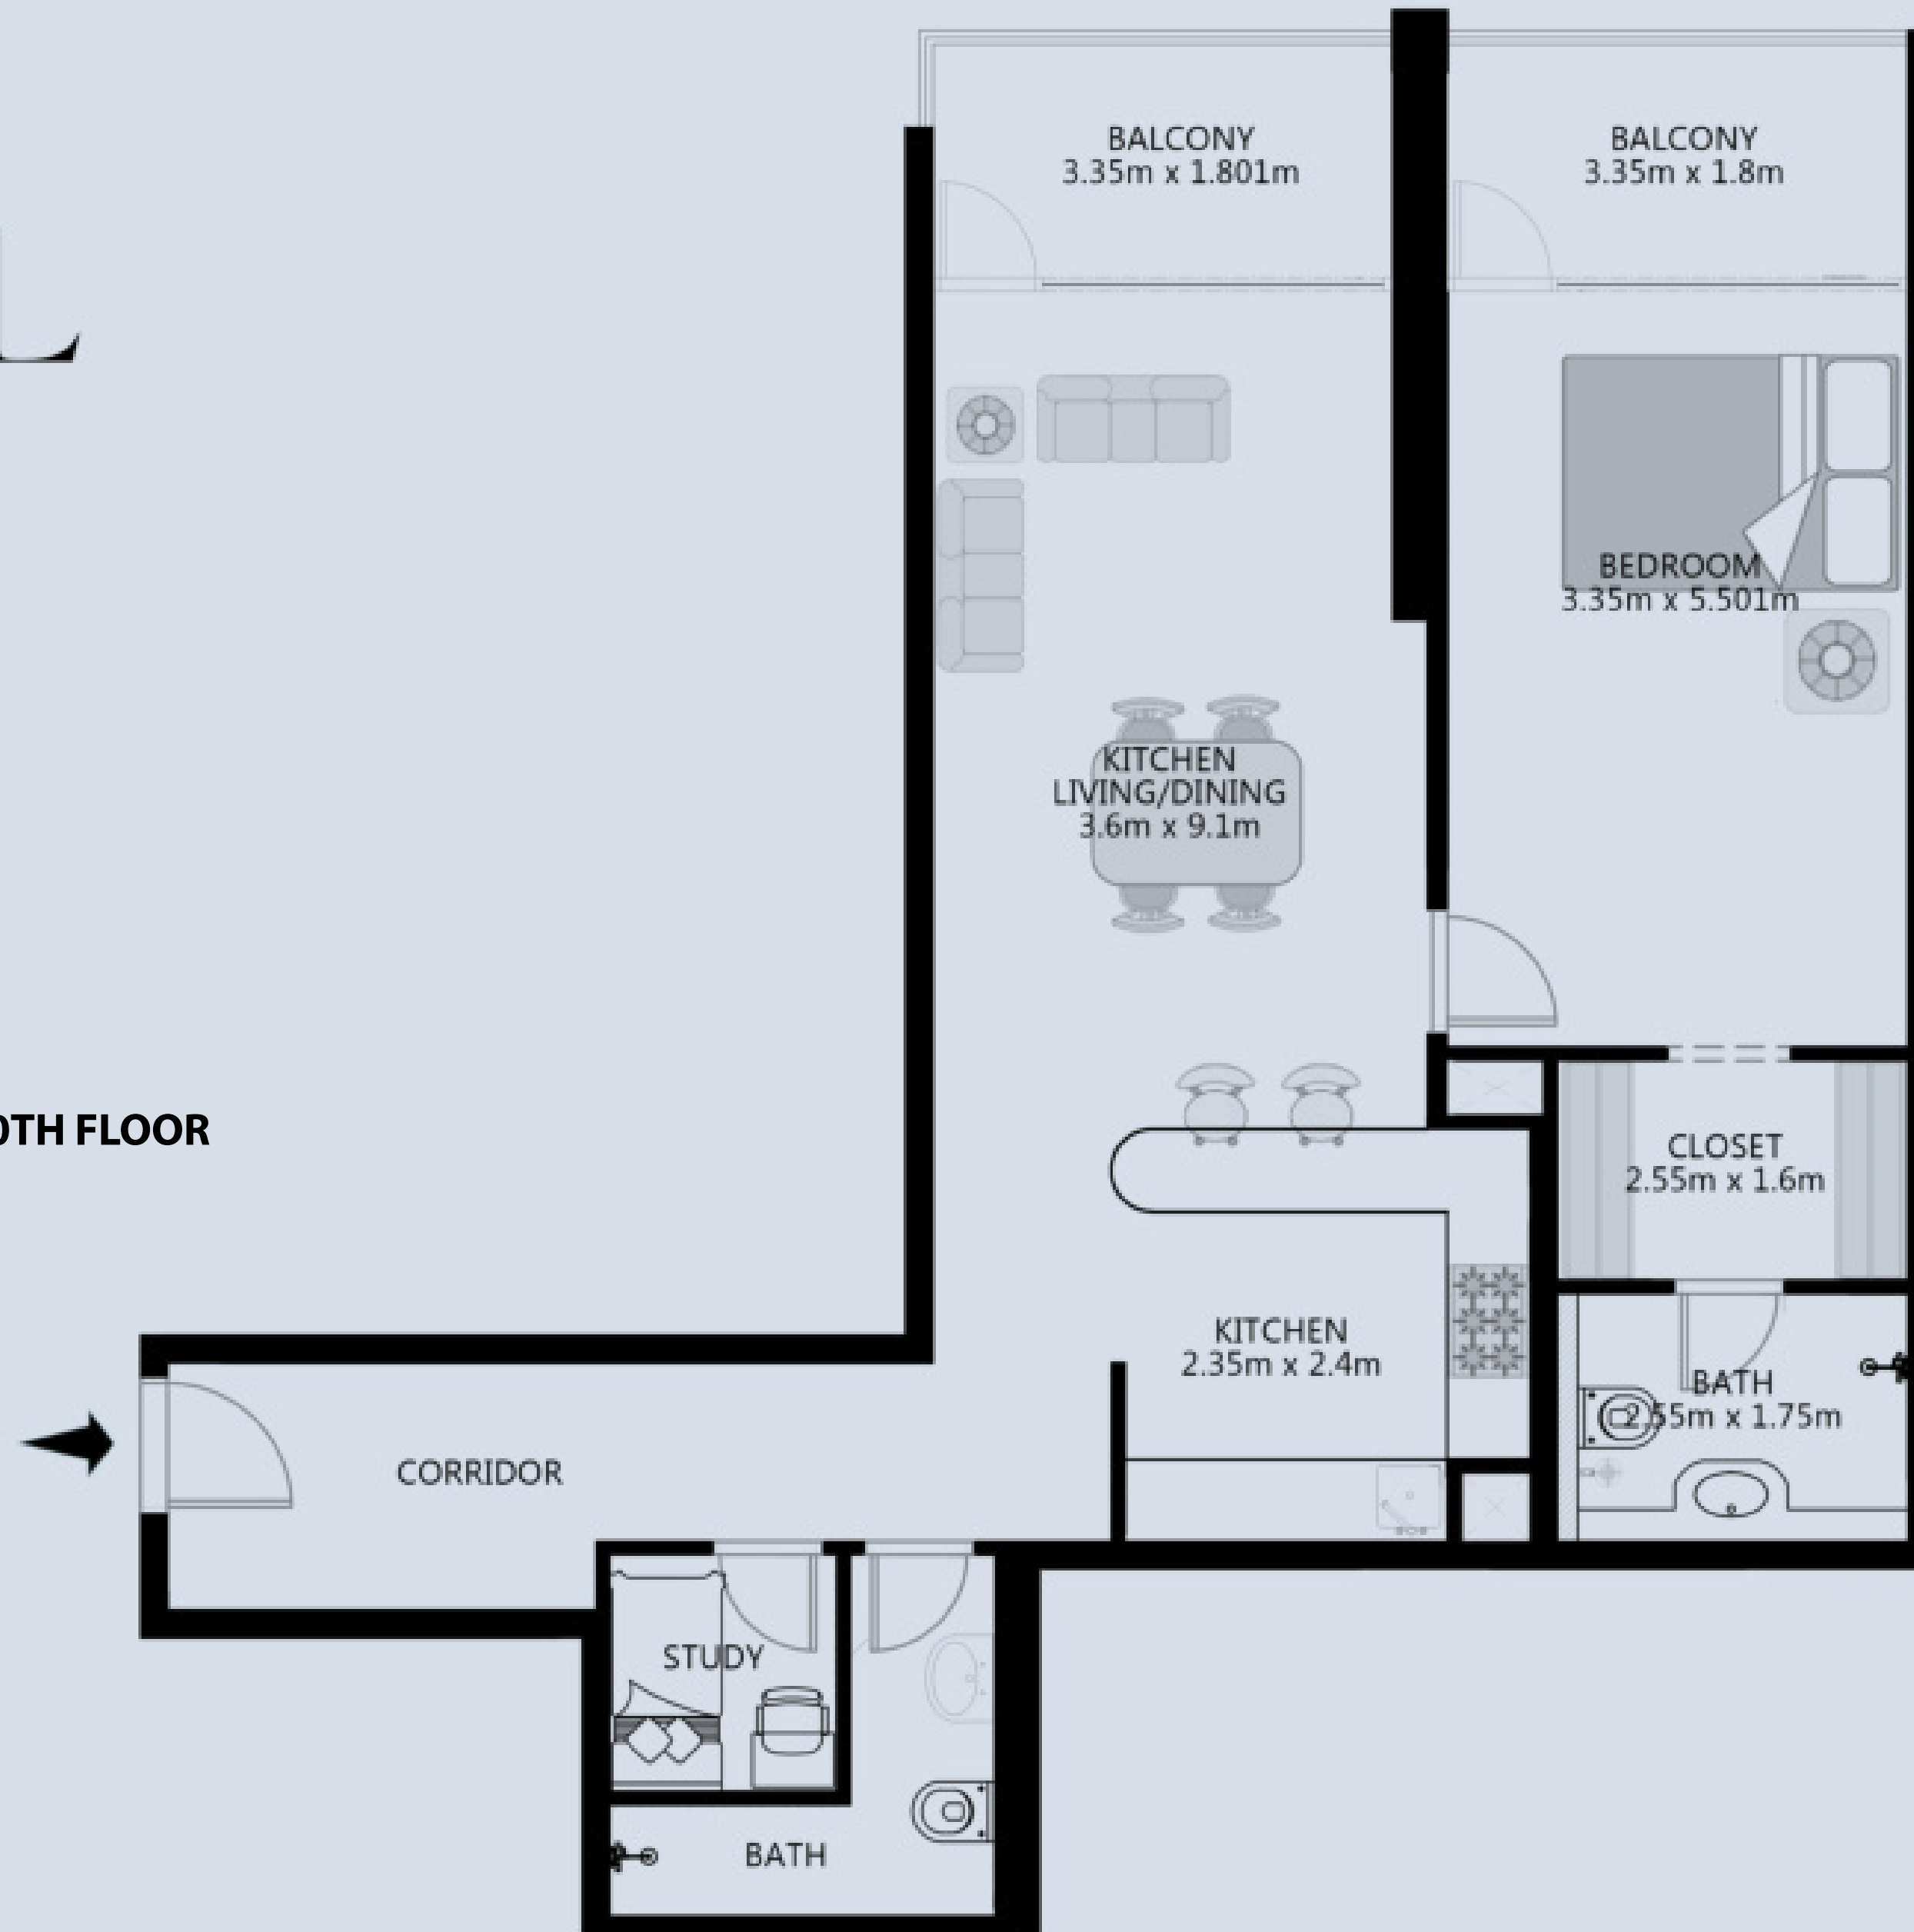 BALCONY
3.35m x 1.801m
BALCONY
3.35m x 1.8m
BEDROOM
3.35m x 5.501m
KITCHEN
LIVING/DINING
3.6m x 9.1m
0TH FLOOR
CLOSET
2.55m x 1.6m
KITCHEN
2.35m x 2.4m
BATH
2.55m x 1.75m
CORRIDOR
STUDY
BATH